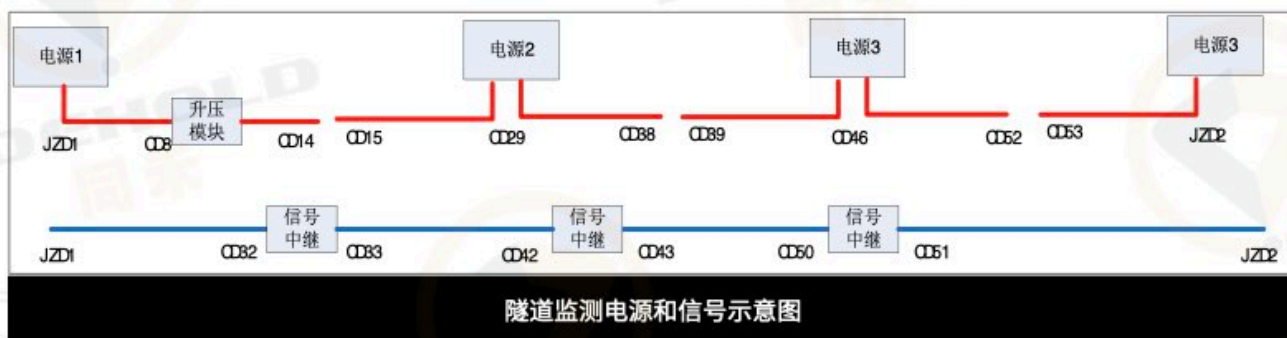 电源1
电源2
电源3
电源3
升压
模块
JZD1
CD8
CD14
CD15
CD29
CD38
CD39
CD46
CD52
CD53
JZD2
信号
中继
信号
中继
信号
中继
JZD1
CD32
CD33
CD42
CD43
CD50
CD51
JZD2
隧道监测电源和信号示意图